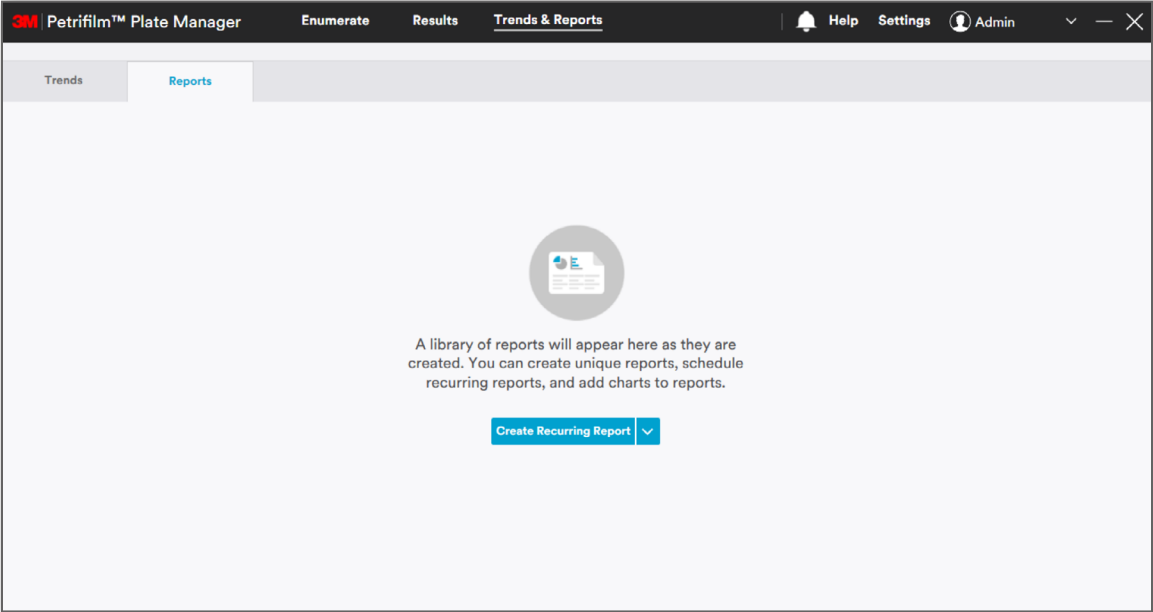 3M Petrifilm™ Plate Manager Enumerate Results Trends & Reports Help Settings Admin
Trends Reports
A library of reports will appear here as they are
created. You can create unique reports, schedule
recurring reports, and add charts to reports.
Create Recurring Report